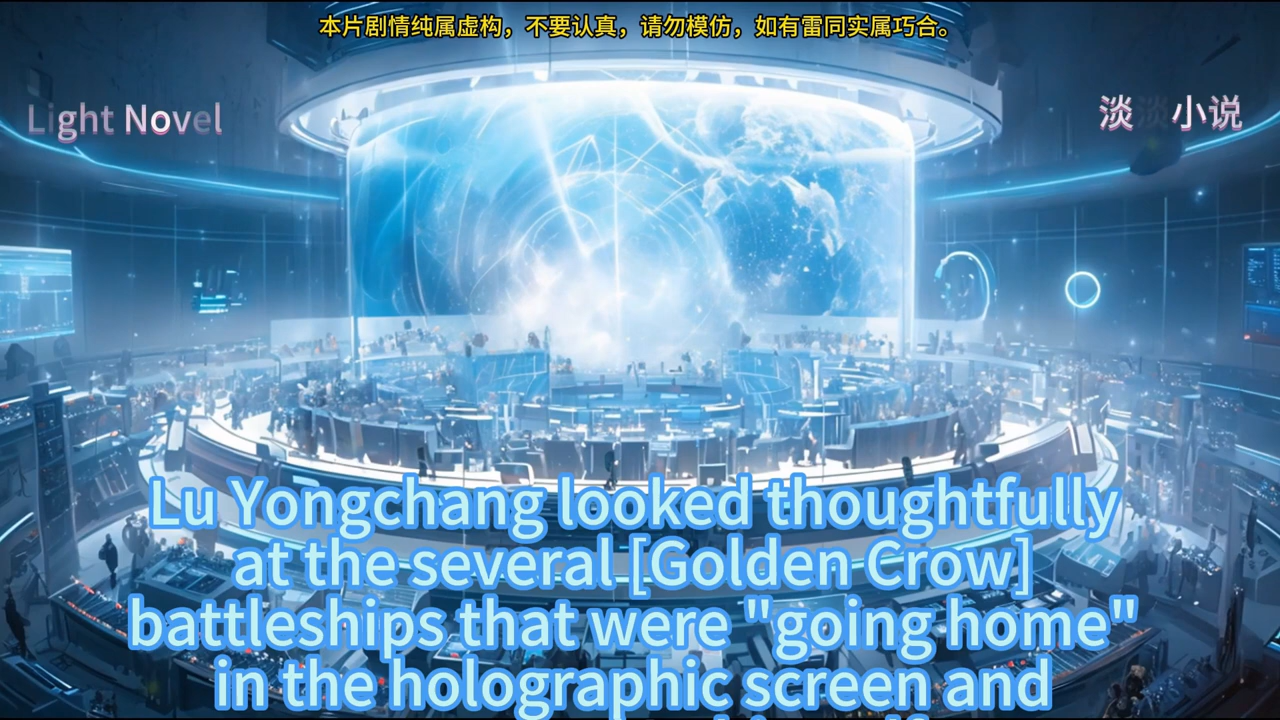 本片剧情纯属虚构，不要认真，请勿模仿，如有雷同实属巧合。
Light Novel
淡淡小说
Lu Yongchang looked thoughtfully
at the several [Golden Crow]
battleships that were "going home"
in the holographic screen and